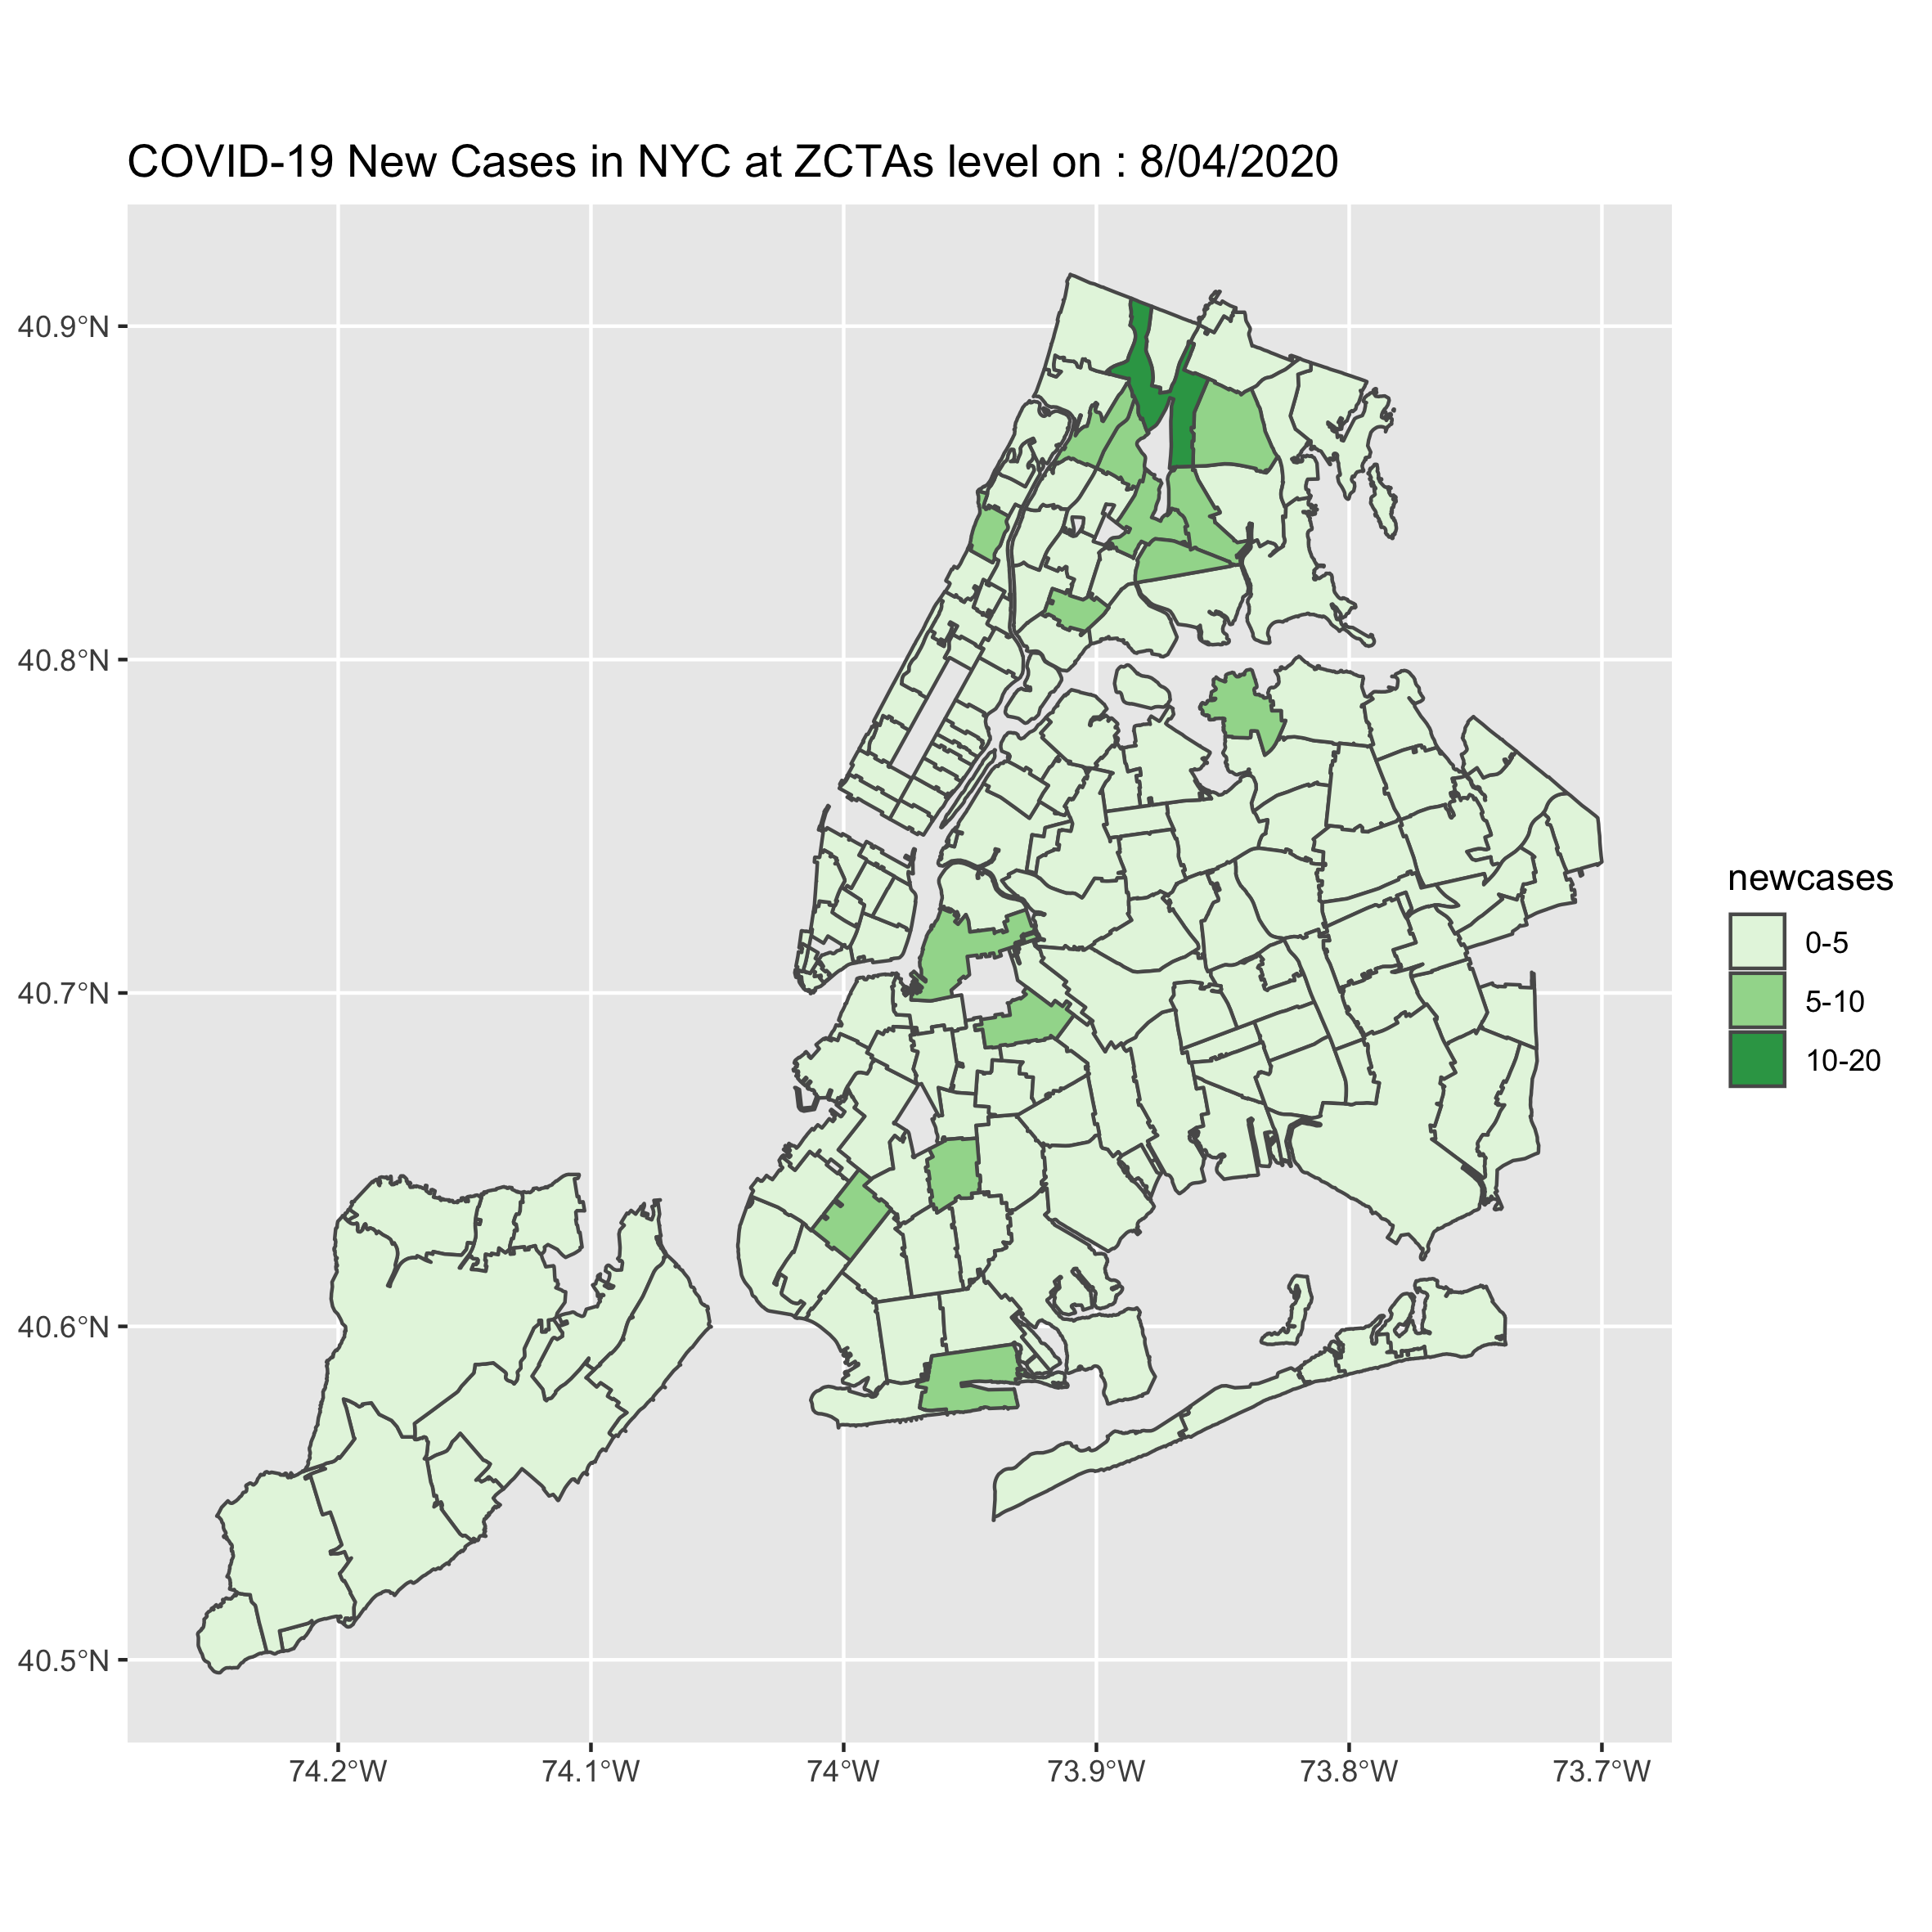 COVID-19 New Cases in NYC at ZCTAs level on : 8/04/2020
40.9°N
40.8°N
40.7°N
40.6°N
40.5°N
74.2°W
74.1°W
74°W
73.9°W
73.8°W
73.7°W
newcases
0-5
5-10
10-20